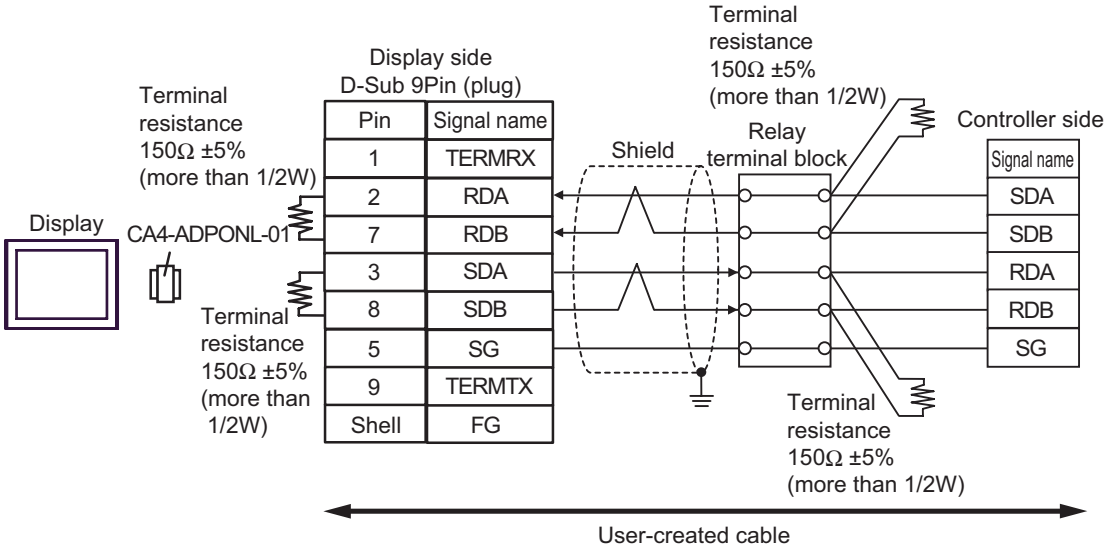 Terminal
resistance
150Ω ±5%
(more than 1/2W)
Display side
D-Sub 9Pin (plug)
Terminal
resistance
150Ω ±5%
(more than 1/2W)
Pin Signal name
1 TERMRX
2 RDA
7 RDB
3 SDA
8 SDB
5 SG
9 TERMTX
Shell FG
Shield
Relay
terminal block
Controller side
Signal name
SDA
SDB
RDA
RDB
SG
Display
CA4-ADPONL-01
Terminal
resistance
150Ω ±5%
(more than
1/2W)
Terminal
resistance
150Ω ±5%
(more than 1/2W)
User-created cable